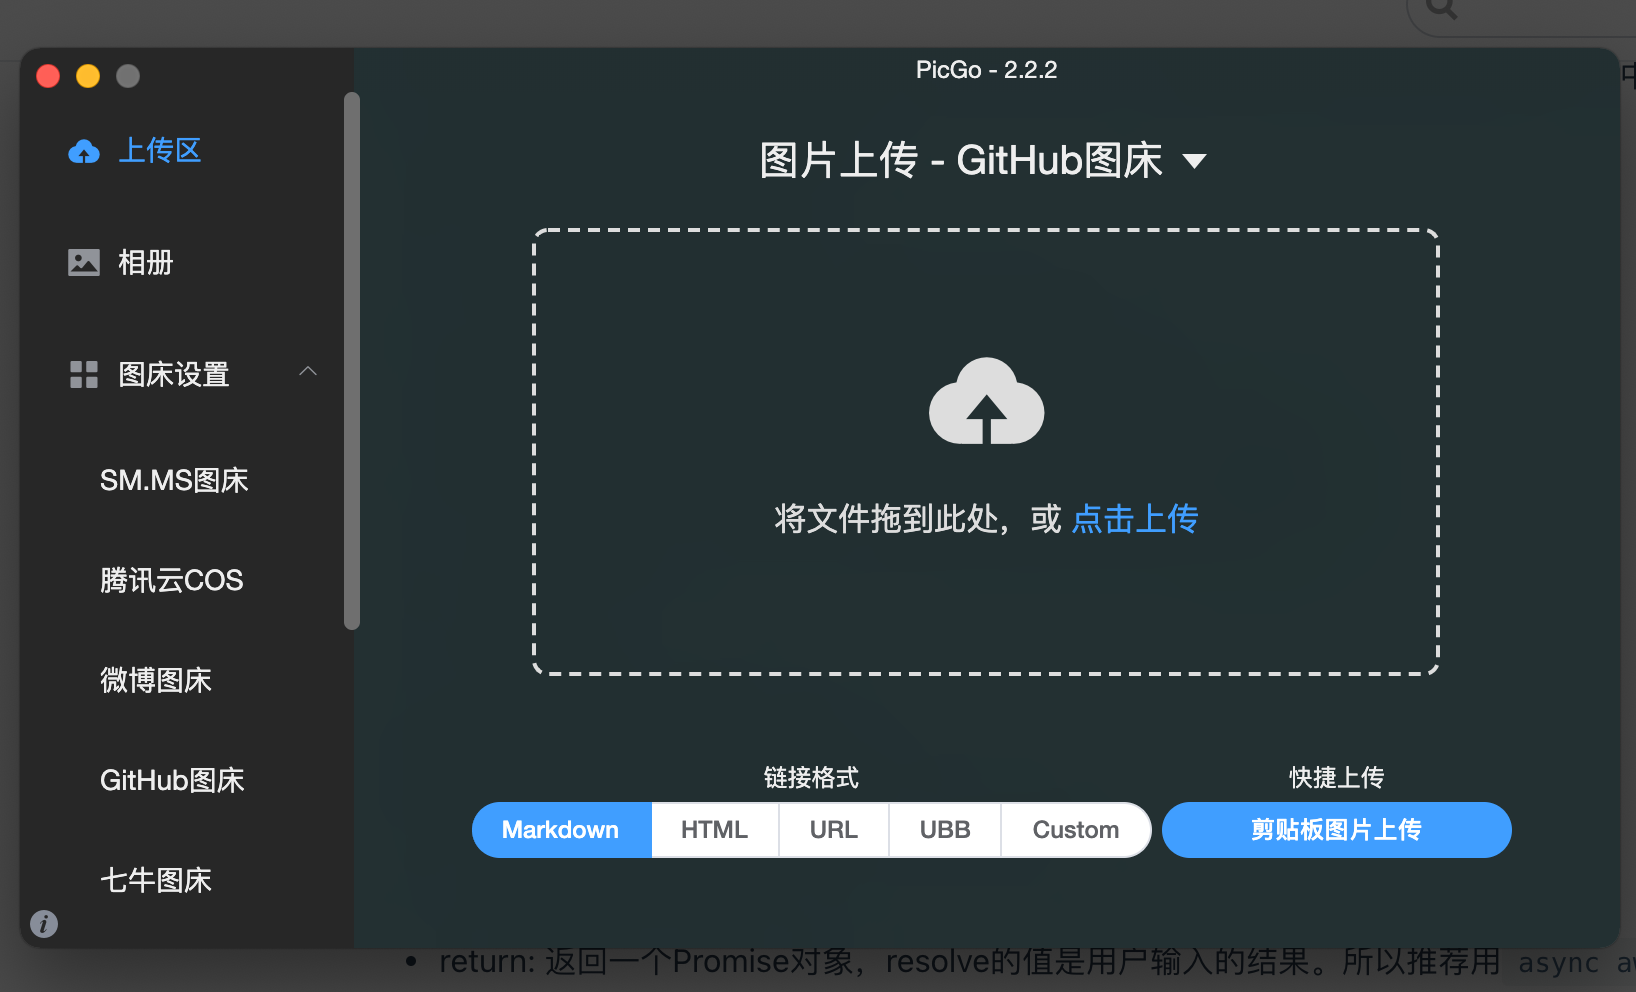 PicGo - 2.2.2
上传区
相册
图床设置
SM.MS图床
腾讯云COS
微博图床
GitHub图床
七牛图床
图片上传 - GitHub图床
将文件拖到此处，或 点击上传
链接格式
快捷上传
Markdown HTML URL UBB Custom
剪贴板图片上传
• return: 返回一个Promise对象，resolve的值是用户输入的结果。所以推荐用 async